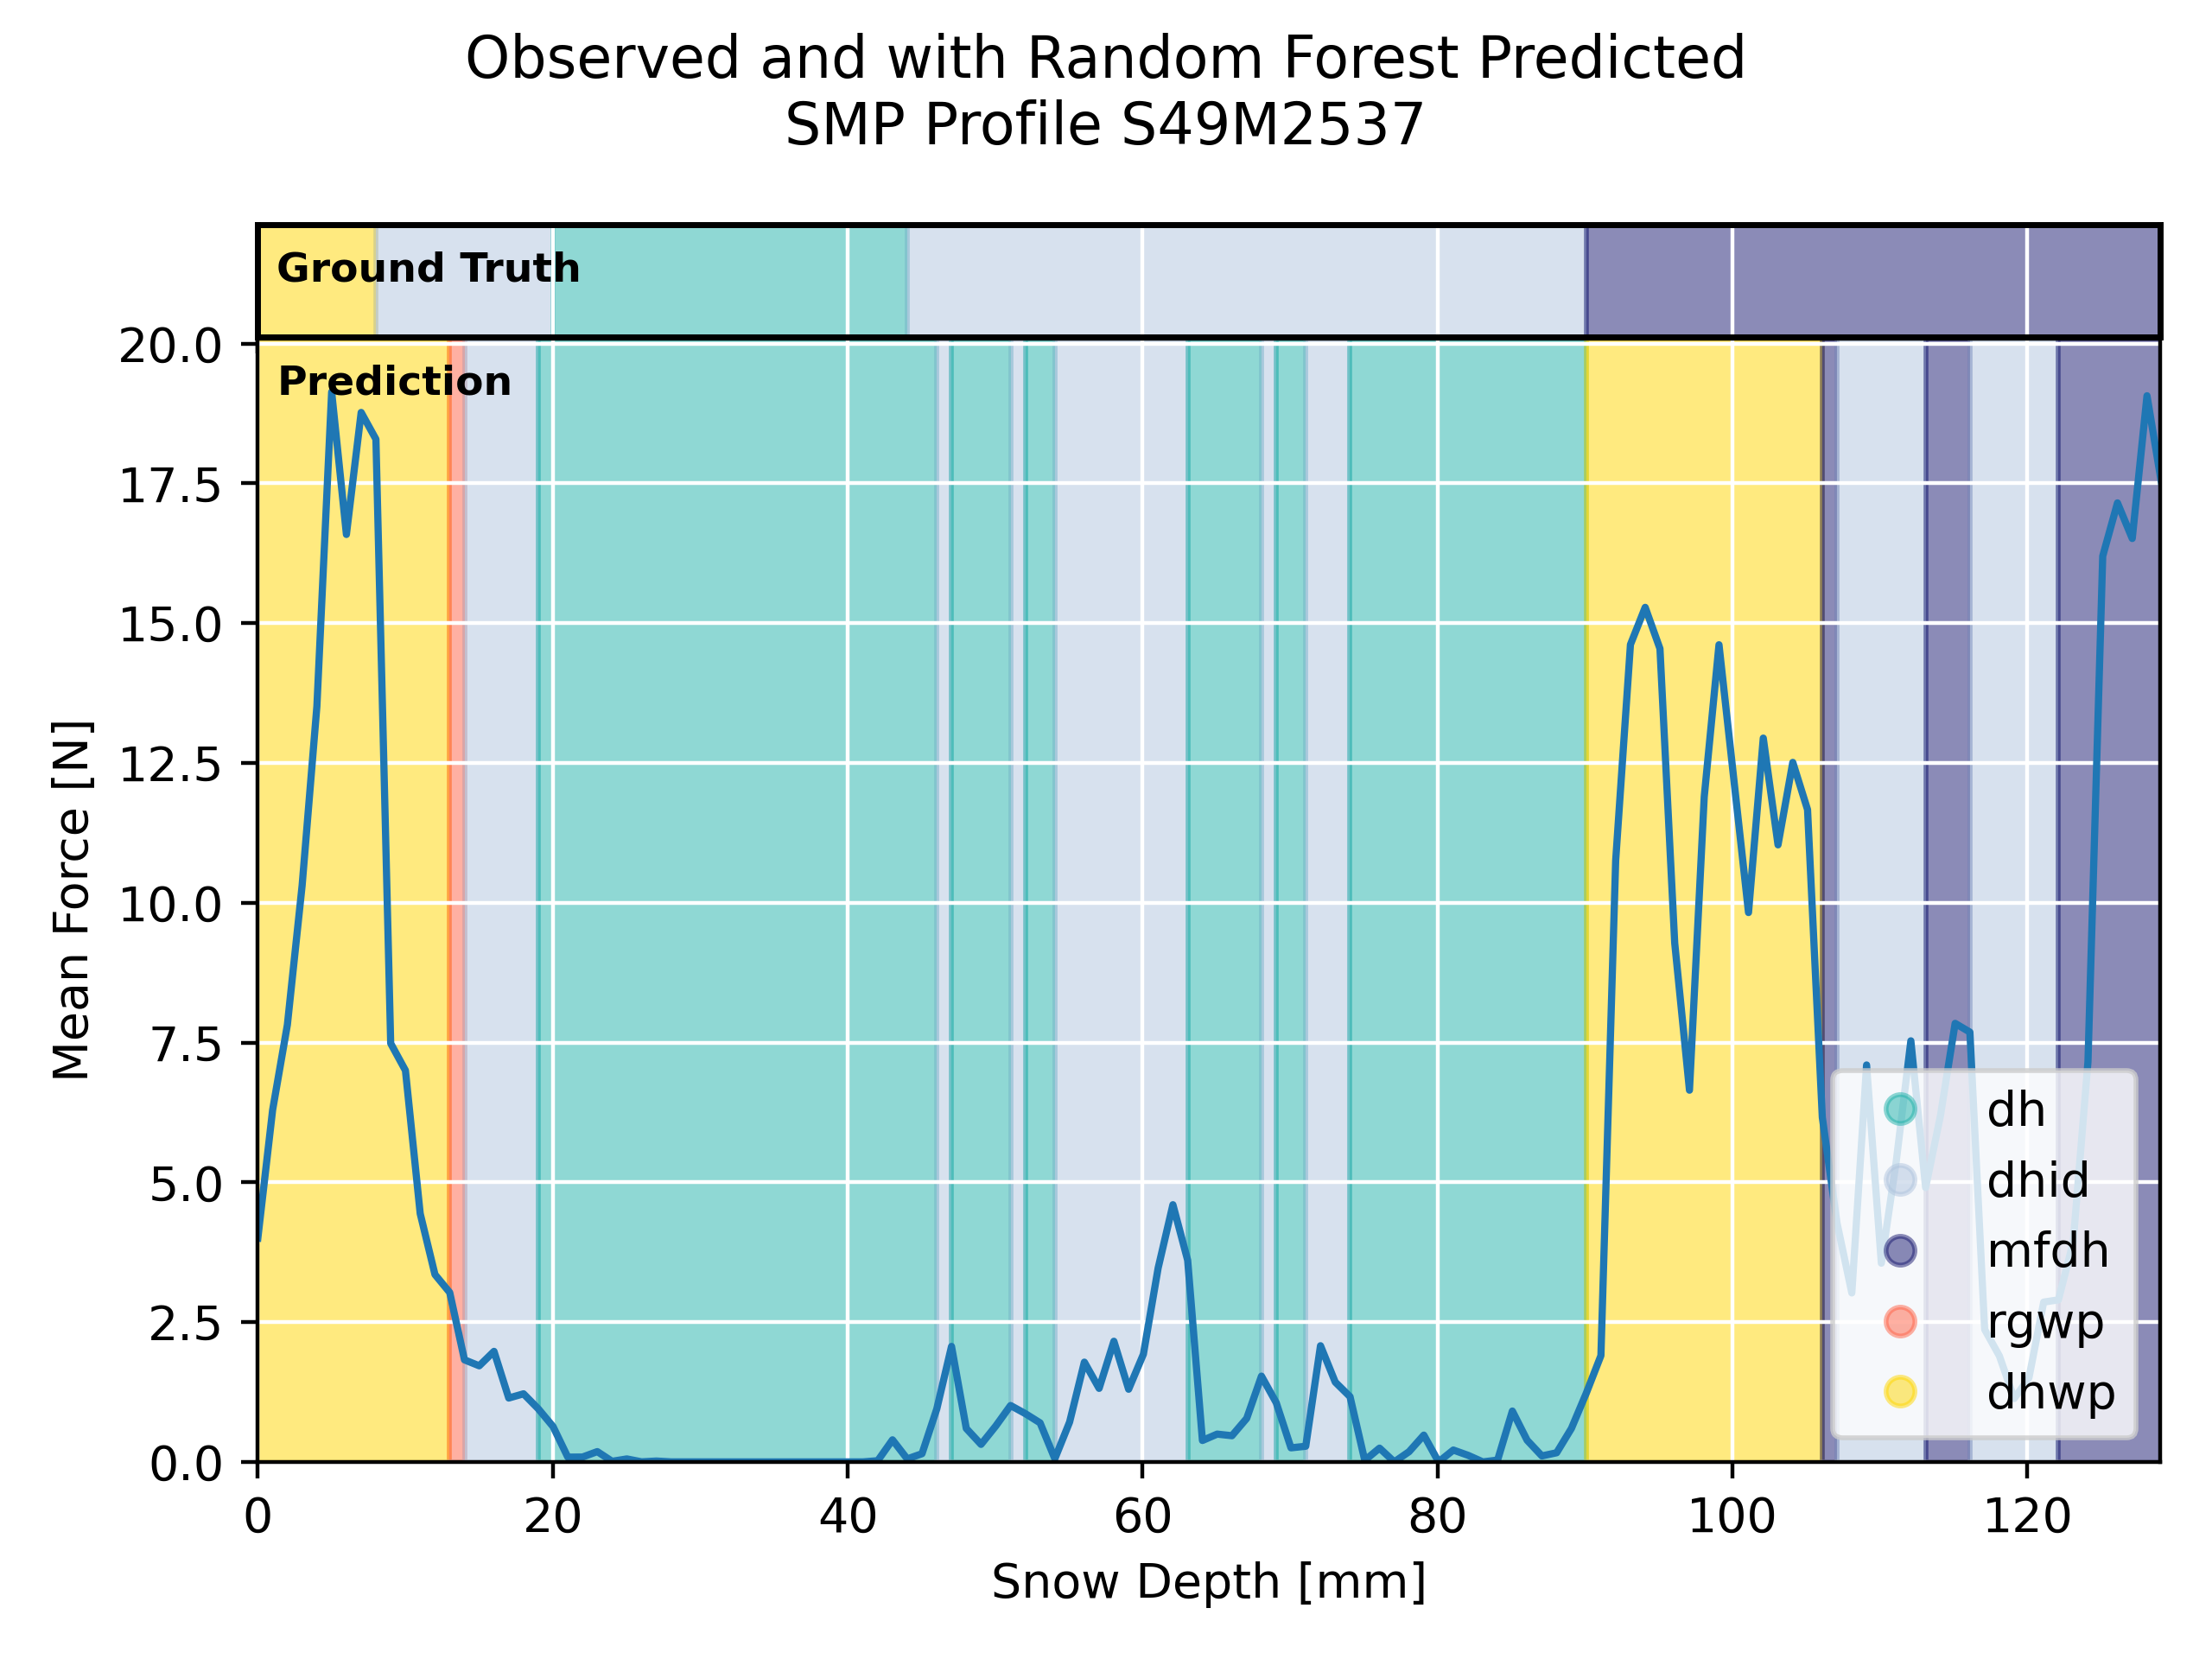 Observed and with Random Forest Predicted
SMP Profile S49M2537
Ground Truth
Prediction
20.0
17.5
15.0
12.5
10.0
7.5
5.0
2.5
0.0
Mean Force [N]
0 20 40 60 80 100 120
Snow Depth [mm]
dh
dhid
mfdh
rgwp
dhwp